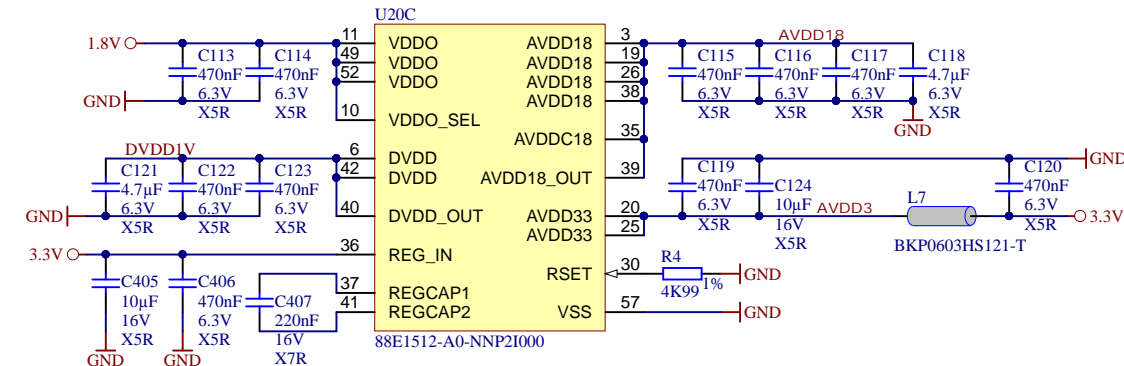 U20C
1.8V
C113
470nF
6.3V
X5R
C114
470nF
6.3V
X5R
GND
11 VDDO
49 VDDO
52 VDDO
10 VDDO_SEL
AVDD18 3
AVDD18 19
AVDD18 26
AVDD18 38
AVDDC18 35
AVDD18_OUT 39
AVDD18
C115
470nF
6.3V
X5R
C116
470nF
6.3V
X5R
C117
470nF
6.3V
X5R
C118
4.7µF
6.3V
X5R
GND
DVDD1V
C121
4.7µF
6.3V
X5R
C122
470nF
6.3V
X5R
C123
470nF
6.3V
X5R
GND
6 DVDD
42 DVDD
40 DVDD_OUT
AVDD33 20
AVDD33 25
C119
470nF
6.3V
X5R
C124
10µF
16V
X5R
AVDD3
L7
BKP0603HS121-T
C120
470nF
6.3V
X5R
GND
3.3V
3.3V
36 REG_IN
37 REGCAP1
41 REGCAP2
C405
10µF
16V
X5R
GND
C406
470nF
6.3V
X5R
GND
C407
220nF
16V
X7R
RSET 30
R4
4K99
1%
GND
VSS 57
GND
88E1512-A0-NNP2I000